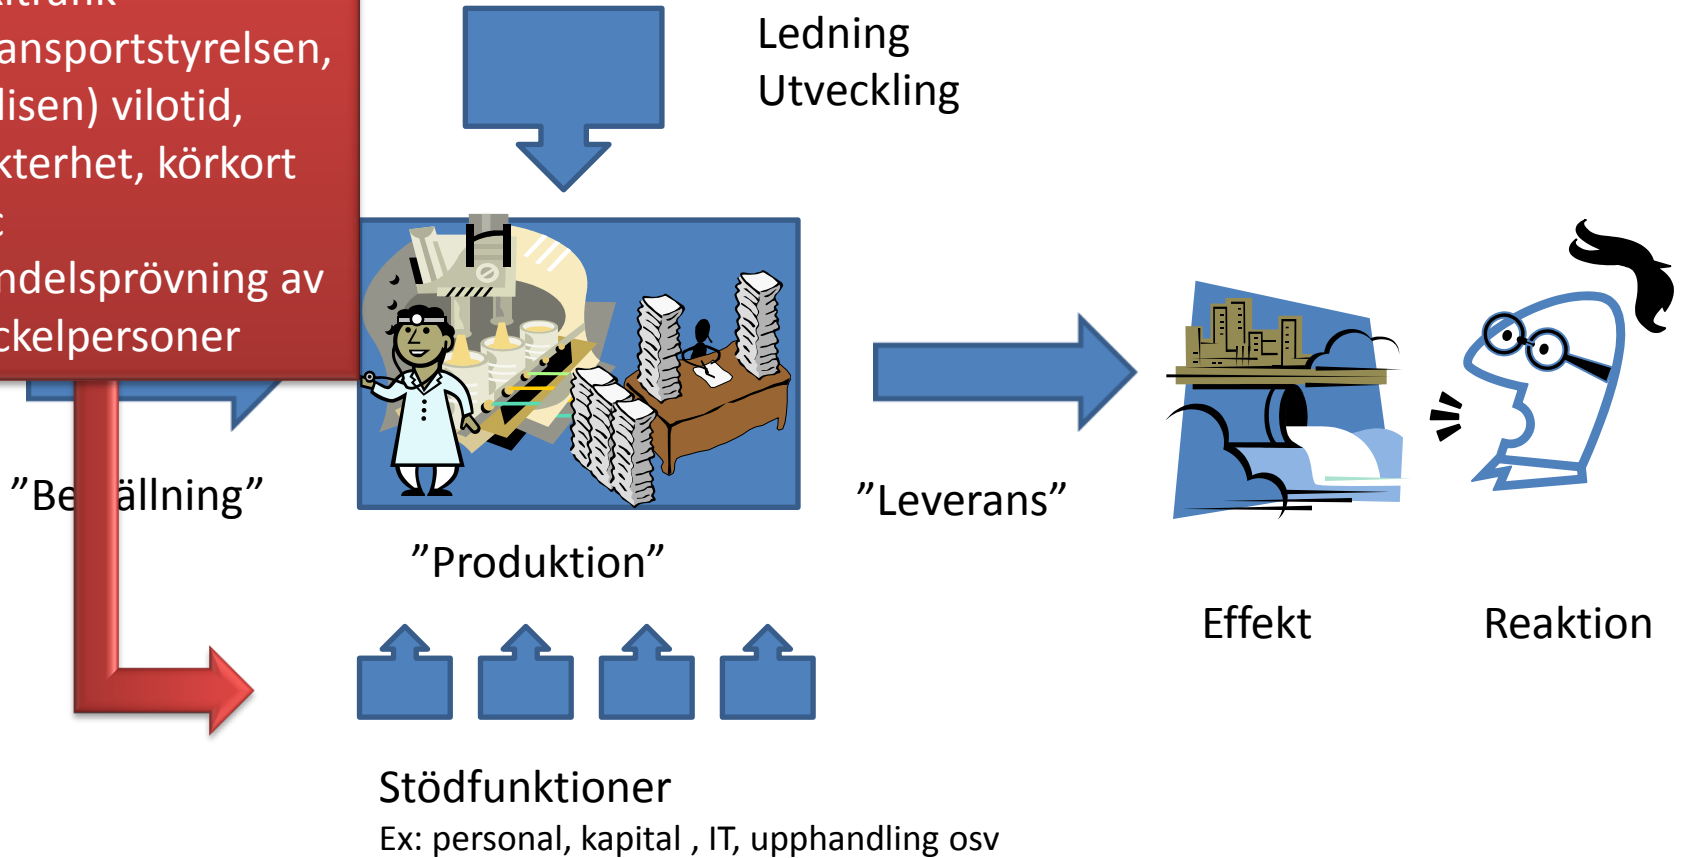 ansportstyrelsen,
lisen) vilotid,
kterhet, körkort
ndelsprövning av
ckelpersoner
Ledning
Utveckling
”Be ällning”
”Produktion”
”Leverans”
Effekt
Reaktion
Stödfunktioner
Ex: personal, kapital , IT, upphandling osv